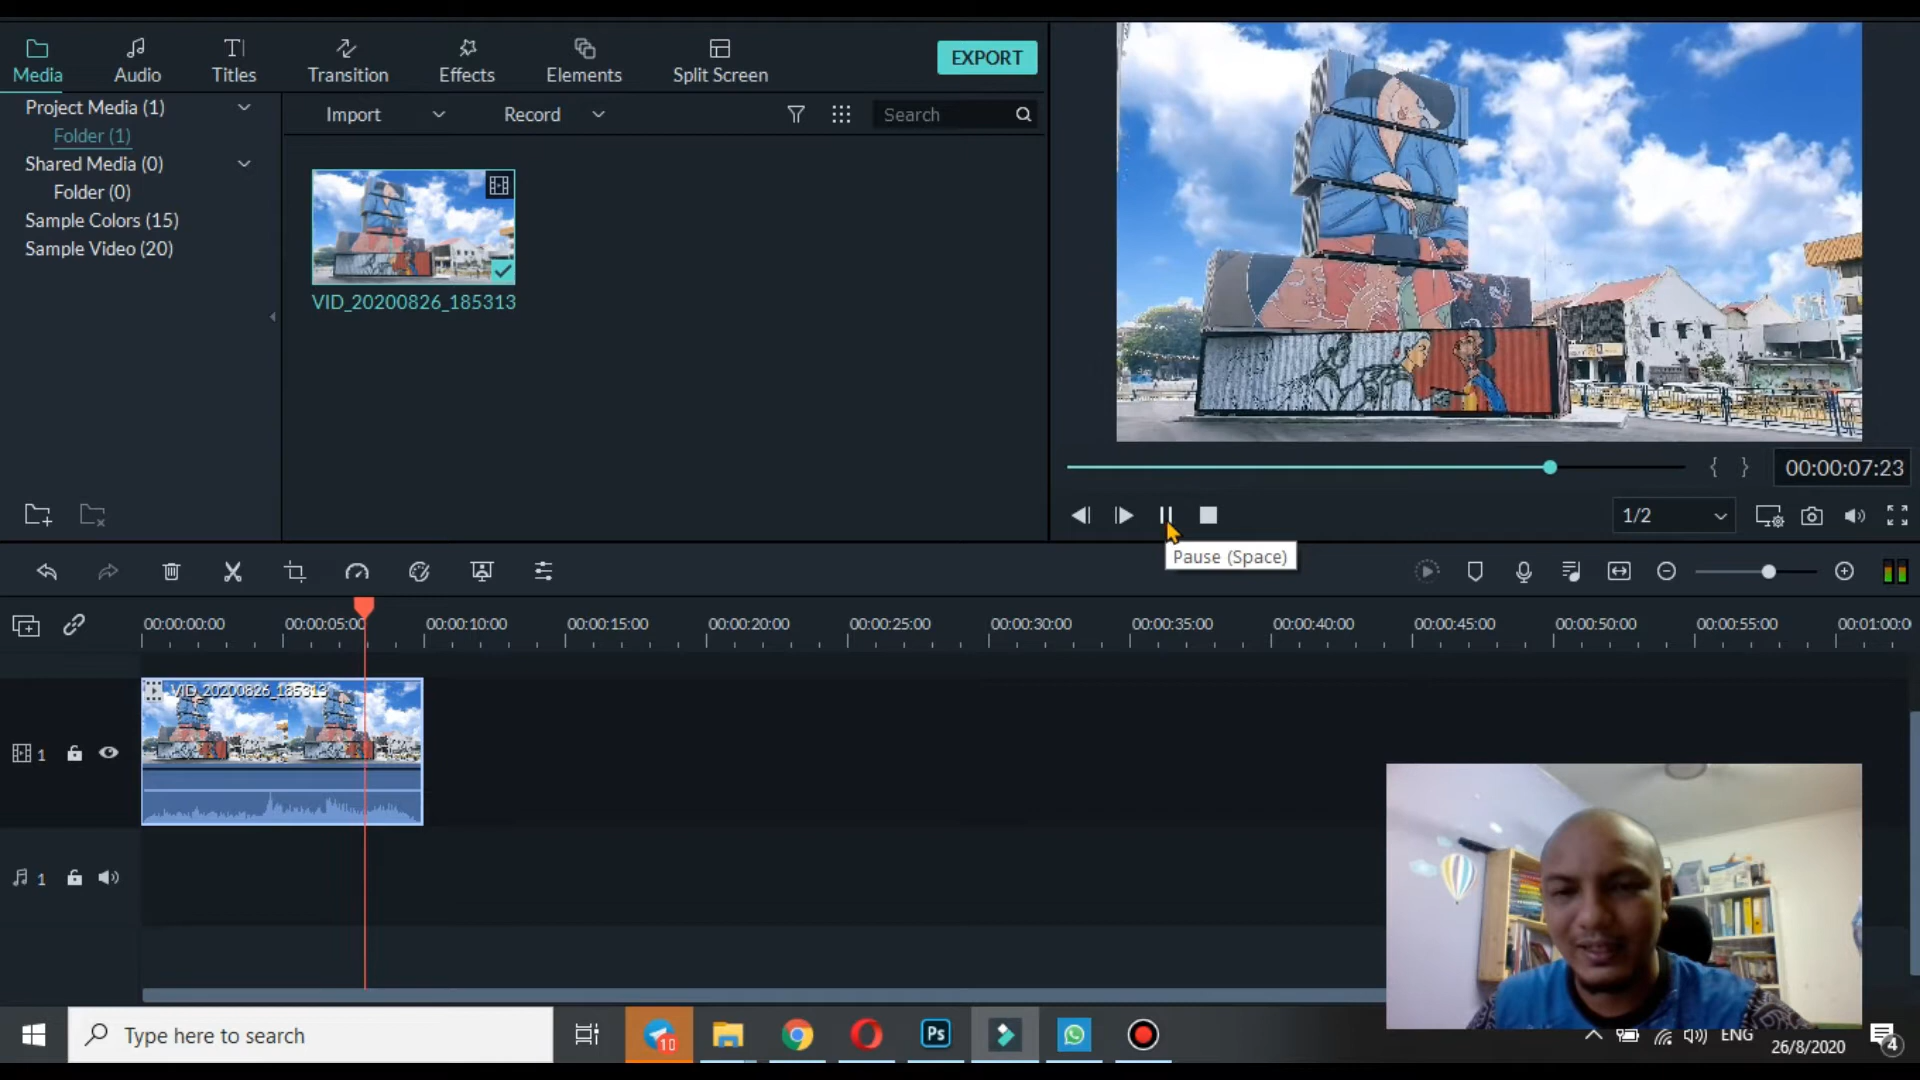 Media
Audio
Titles
Transition
Effects
Elements
Split Screen
EXPORT
Project Media (1)
Folder (1)
Shared Media (0)
Folder (0)
Sample Colors (15)
Sample Video (20)
Import
Record
Search
VID_20200826_185313
00:00:07:23
1/2
Pause (Space)
00:00:00:00
00:00:05:00
00:00:10:00
00:00:15:00
00:00:20:00
00:00:25:00
00:00:30:00
00:00:35:00
00:00:40:00
00:00:45:00
00:00:50:00
00:00:55:00
00:01:00:0
VID_20200826_185313
1
1
Type here to search
10
Ps
ENG
26/8/2020
4